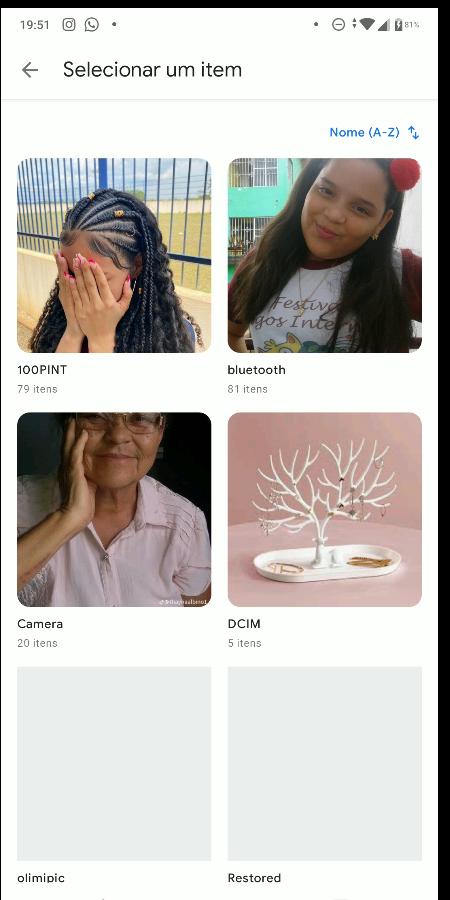 19:51
81%
Selecionar um item
Nome (A-Z)
Festiva
gos Inter
100PINT
79 itens
bluetooth
81 itens
Camera
20 itens
DCIM
5 itens
olimipic
Restored